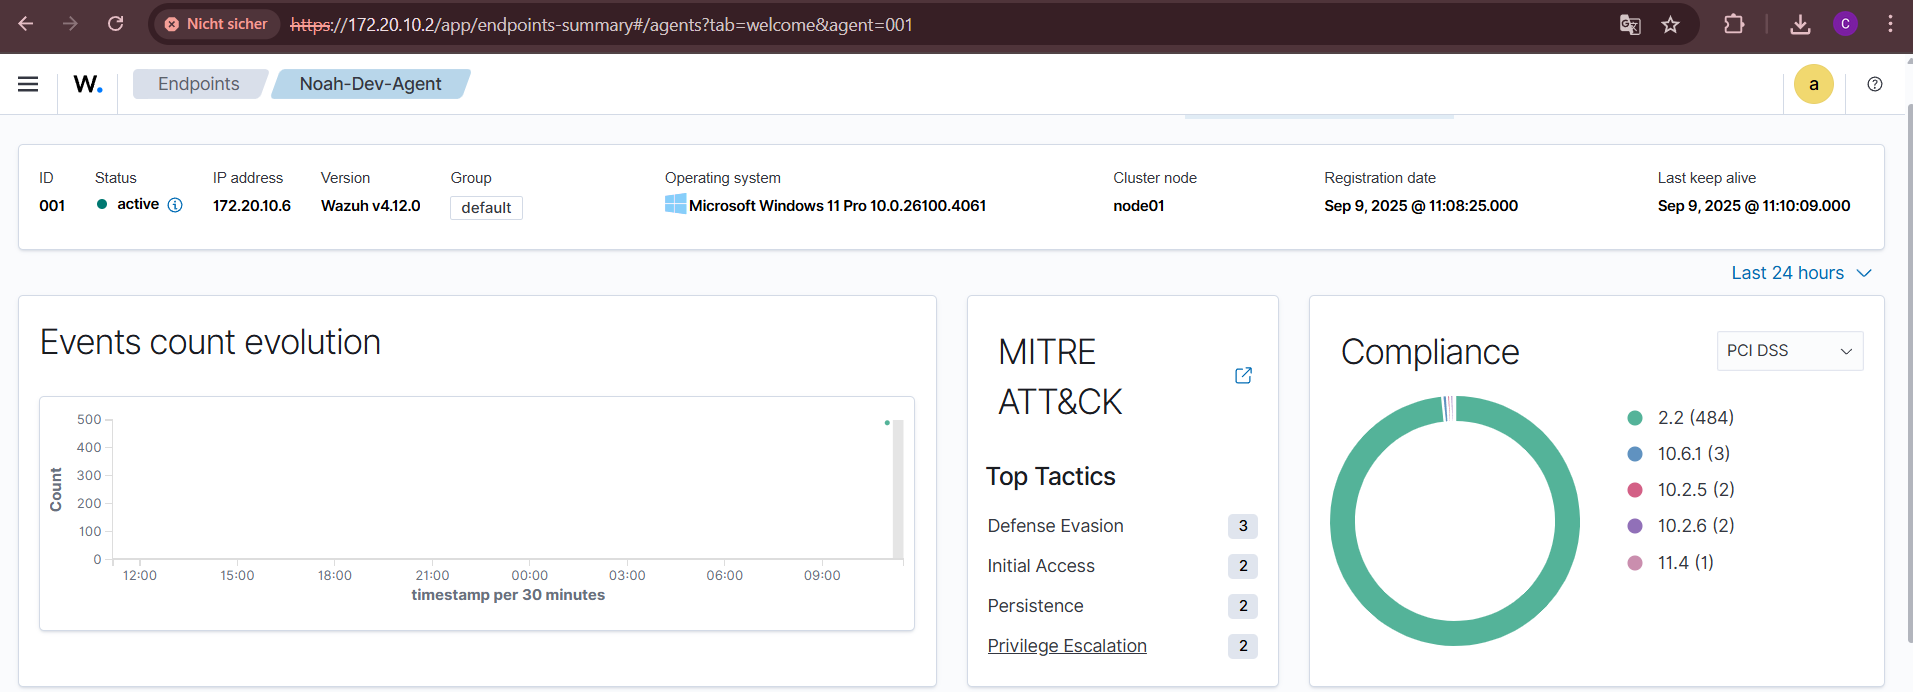 Nicht sicher https://172.20.10.2/app/endpoints-summary#/agents?tab=welcome&agent=001 C
W. Endpoints Noah-Dev-Agent a
ID Status IP address Version Group Operating system Cluster node Registration date Last keep alive
001 active 172.20.10.6 Wazuh v4.12.0 default Microsoft Windows 11 Pro 10.0.26100.4061 node01 Sep 9, 2025 @ 11:08:25.000 Sep 9, 2025 @ 11:10:09.000
Last 24 hours
Events count evolution
500
400
300
200
100
0
Count
12:00 15:00 18:00 21:00 00:00 03:00 06:00 09:00
timestamp per 30 minutes
MITRE
ATT&CK
Top Tactics
Defense Evasion 3
Initial Access 2
Persistence 2
Privilege Escalation 2
Compliance PCI DSS
2.2 (484)
10.6.1 (3)
10.2.5 (2)
10.2.6 (2)
11.4 (1)